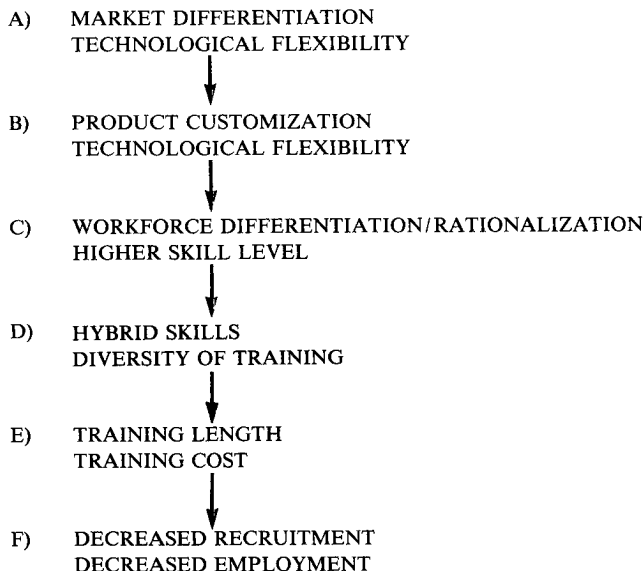 A) MARKET DIFFERENTIATION
TECHNOLOGICAL FLEXIBILITY
B) PRODUCT CUSTOMIZATION
TECHNOLOGICAL FLEXIBILITY
C) WORKFORCE DIFFERENTIATION/RATIONALIZATION
HIGHER SKILL LEVEL
D) HYBRID SKILLS
DIVERSITY OF TRAINING
E) TRAINING LENGTH
TRAINING COST
F) DECREASED RECRUITMENT
DECREASED EMPLOYMENT